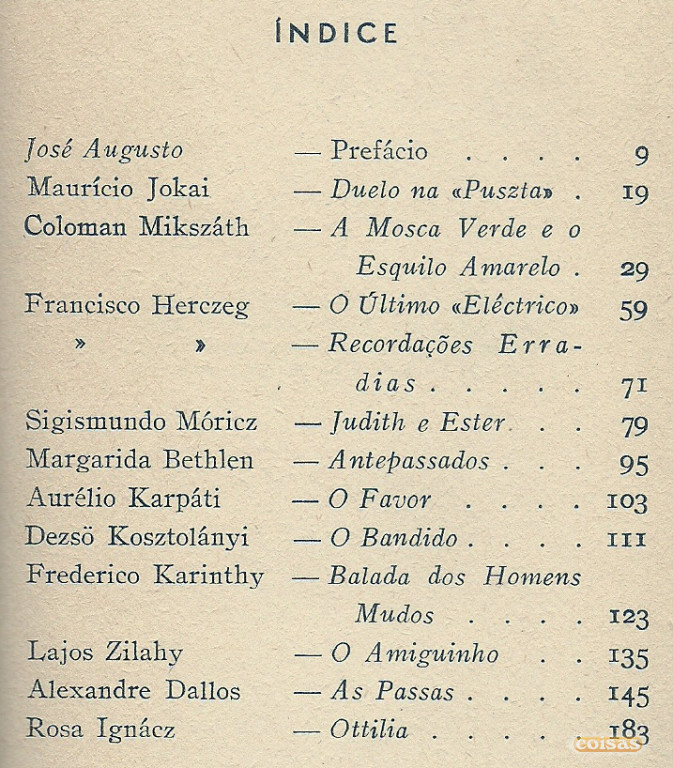 ÍNDICE
José Augusto — Prefácio . . . . 9
Maurício Jokai — Duelo na «Puszta» . 19
Coloman Mikszáth — A Mosca Verde e o
Esquilo Amarelo . 29
Francisco Herczeg — O Último «Eléctrico» 59
» » — Recordações Erra-
dias . . . . . 71
Sigismundo Móricz — Judith e Ester . . . 79
Margarida Bethlen — Antepassados . . . 95
Aurélio Karpáti — O Favor . . . . 103
Dezsö Kosztolányi — O Bandido . . . . 111
Frederico Karinthy — Balada dos Homens
Mudos . . . . 123
Lajos Zilahy — O Amiguinho . . 135
Alexandre Dallos — As Passas . . . . 145
Rosa Ignácz — Ottilia . . . . 183
coisas